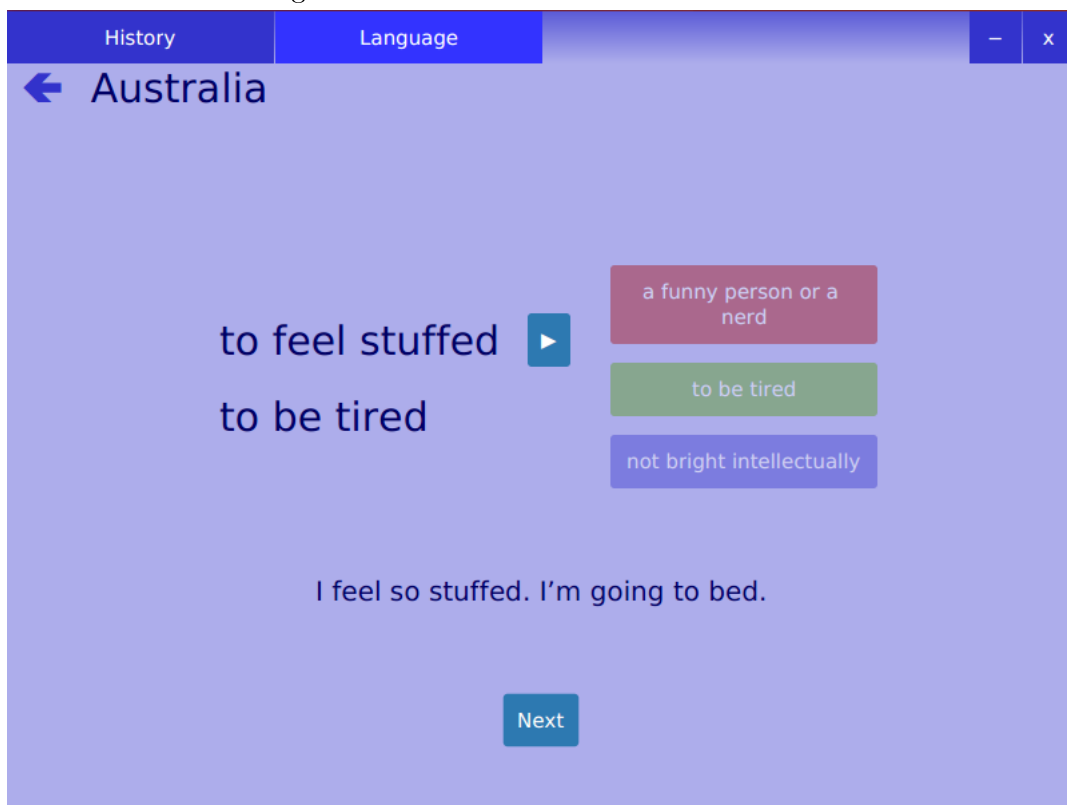 History Language – x
Australia
to feel stuffed
to be tired
a funny person or a
nerd
to be tired
not bright intellectually
I feel so stuffed. I’m going to bed.
Next